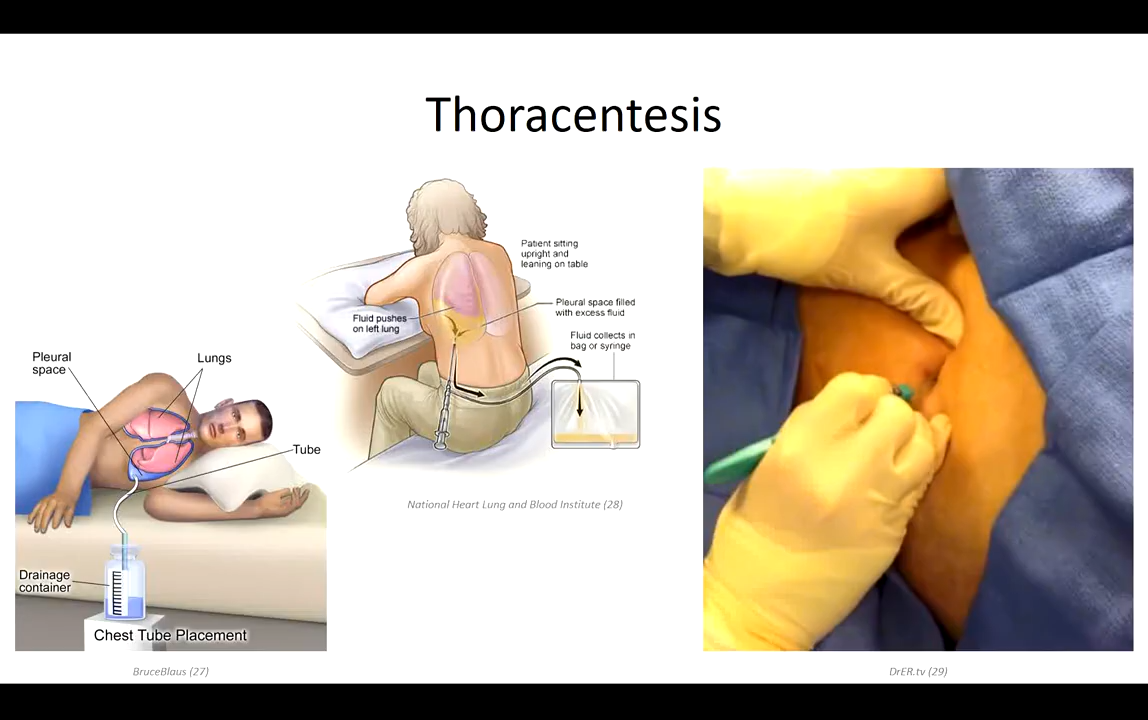 Thoracentesis
Pleural
space
Lungs
Tube
Drainage
container
Chest Tube Placement
BruceBlaus (27)
Patient sitting
upright and
leaning on table
Pleural space filled
with excess fluid
Fluid pushes
on left lung
Fluid collects in
bag or syringe
National Heart Lung and Blood Institute (28)
DrER.tv (29)